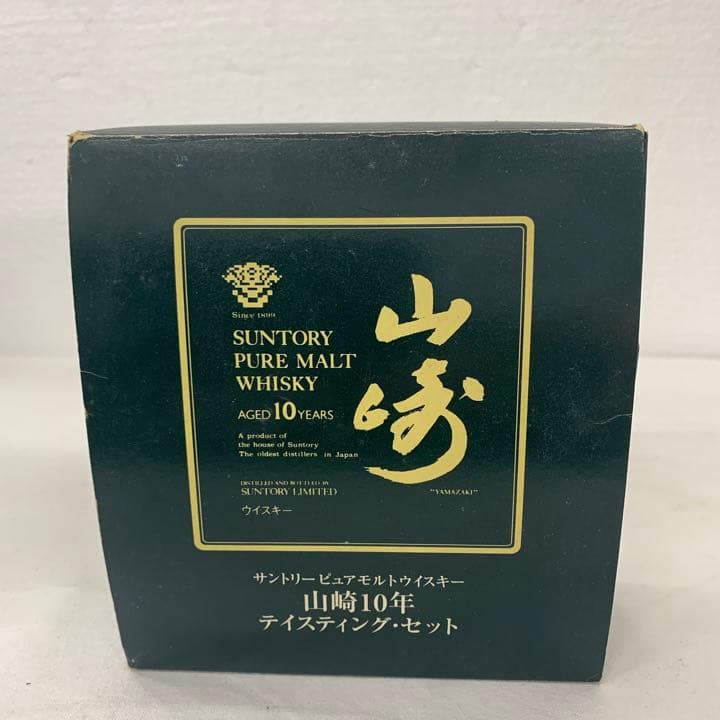 Since 1899
SUNTORY
PURE MALT
WHISKY
AGED 10 YEARS
A product of
the house of Suntory
The oldest distillers in Japan
DISTILLED AND BOTTLED BY
SUNTORY LIMITED
ウイスキー
山崎
"YAMAZAKI"
サントリーピュアモルトウイスキー
山崎10年
テイスティング・セット